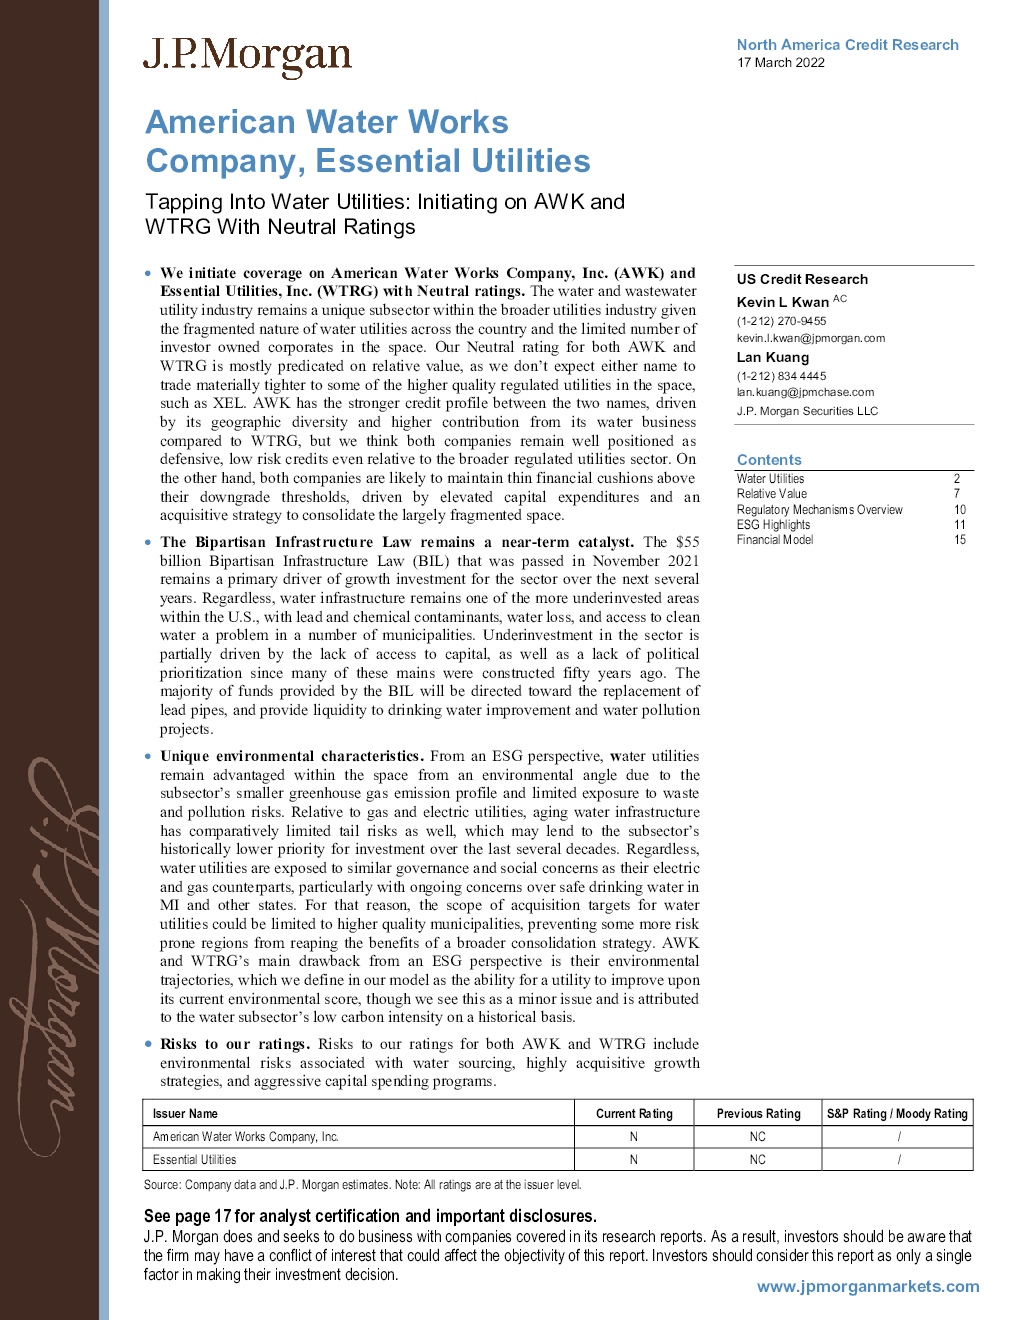 J.P.Morgan
North America Credit Research
17 March 2022
American Water Works
Company, Essential Utilities
Tapping Into Water Utilities: Initiating on AWK and
WTRG With Neutral Ratings
• We initiate coverage on American Water Works Company, Inc. (AWK) and
Essential Utilities, Inc. (WTRG) with Neutral ratings. The water and wastewater
utility industry remains a unique subsector within the broader utilities industry given
the fragmented nature of water utilities across the country and the limited number of
investor owned corporates in the space. Our Neutral rating for both AWK and
WTRG is mostly predicated on relative value, as we don't expect either name to
trade materially tighter to some of the higher quality regulated utilities in the space,
such as XEL. AWK has the stronger credit profile between the two names, driven
by its geographic diversity and higher contribution from its water business
compared to WTRG, but we think both companies remain well positioned as
defensive, low risk credits even relative to the broader regulated utilities sector. On
the other hand, both companies are likely to maintain thin financial cushions above
their downgrade thresholds, driven by elevated capital expenditures and an
acquisitive strategy to consolidate the largely fragmented space.
• The Bipartisan Infrastructure Law remains a near-term catalyst. The $55
billion Bipartisan Infrastructure Law (BIL) that was passed in November 2021
remains a primary driver of growth investment for the sector over the next several
years. Regardless, water infrastructure remains one of the more underinvested areas
within the U.S., with lead and chemical contaminants, water loss, and access to clean
water a problem in a number of municipalities. Underinvestment in the sector is
partially driven by the lack of access to capital, as well as a lack of political
prioritization since many of these mains were constructed fifty years ago. The
majority of funds provided by the BIL will be directed toward the replacement of
lead pipes, and provide liquidity to drinking water improvement and water pollution
projects.
• Unique environmental characteristics. From an ESG perspective, water utilities
remain advantaged within the space from an environmental angle due to the
subsector's smaller greenhouse gas emission profile and limited exposure to waste
and pollution risks. Relative to gas and electric utilities, aging water infrastructure
has comparatively limited tail risks as well, which may lend to the subsector's
historically lower priority for investment over the last several decades. Regardless,
water utilities are exposed to similar governance and social concerns as their electric
and gas counterparts, particularly with ongoing concerns over safe drinking water in
MI and other states. For that reason, the scope of acquisition targets for water
utilities could be limited to higher quality municipalities, preventing some more risk
prone regions from reaping the benefits of a broader consolidation strategy. AWK
and WTRG's main drawback from an ESG perspective is their environmental
trajectories, which we define in our model as the ability for a utility to improve upon
its current environmental score, though we see this as a minor issue and is attributed
to the water subsector's low carbon intensity on a historical basis.
• Risks to our ratings. Risks to our ratings for both AWK and WTRG include
environmental risks associated with water sourcing, highly acquisitive growth
strategies, and aggressive capital spending programs.
US Credit Research
Kevin L Kwan AC
(1-212) 270-9455
kevin.l.kwan@jpmorgan.com
Lan Kuang
(1-212) 834 4445
lan.kuang@jpmchase.com
J.P. Morgan Securities LLC
Contents
Water Utilities 2
Relative Value 7
Regulatory Mechanisms Overview 10
ESG Highlights 11
Financial Model 15
J.P.Morgan
Issuer Name Current Rating Previous Rating S&P Rating / Moody Rating
American Water Works Company, Inc. N NC /
Essential Utilities N NC /
Source: Company data and J.P. Morgan estimates. Note: All ratings are at the issuer level.
See page 17 for analyst certification and important disclosures.
J.P. Morgan does and seeks to do business with companies covered in its research reports. As a result, investors should be aware that
the firm may have a conflict of interest that could affect the objectivity of this report. Investors should consider this report as only a single
factor in making their investment decision.
www.jpmorganmarkets.com